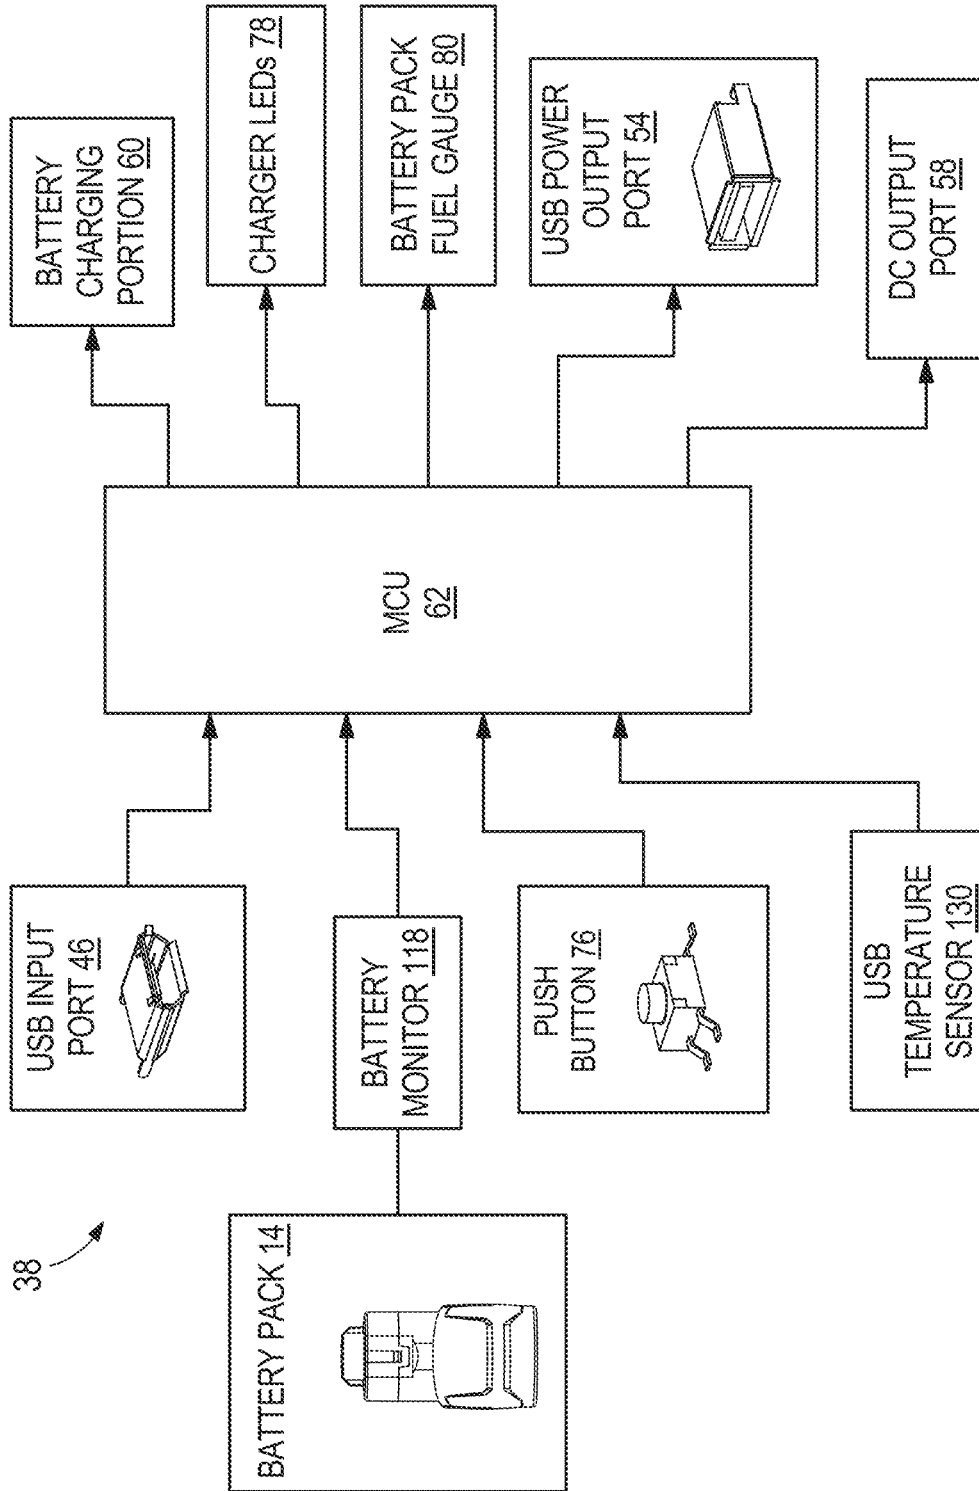 38
BATTERY PACK 14
USB INPUT
PORT 46
BATTERY
MONITOR 118
PUSH
BUTTON 76
USB
TEMPERATURE
SENSOR 130
MCU
62
BATTERY
CHARGING
PORTION 60
CHARGER LEDs 78
BATTERY PACK
FUEL GAUGE 80
USB POWER
OUTPUT
PORT 54
DC OUTPUT
PORT 58